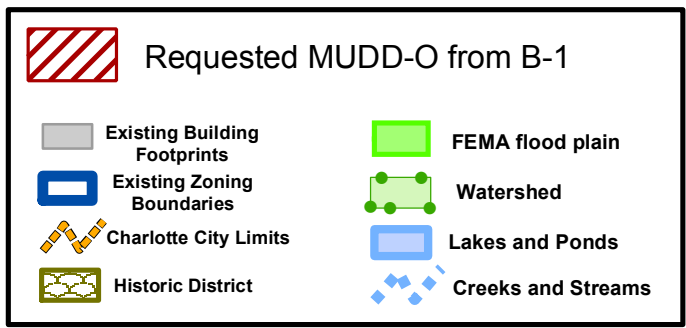 Requested MUDD-O from B-1
Existing Building
Footprints
Existing Zoning
Boundaries
Charlotte City Limits
Historic District
FEMA flood plain
Watershed
Lakes and Ponds
Creeks and Streams